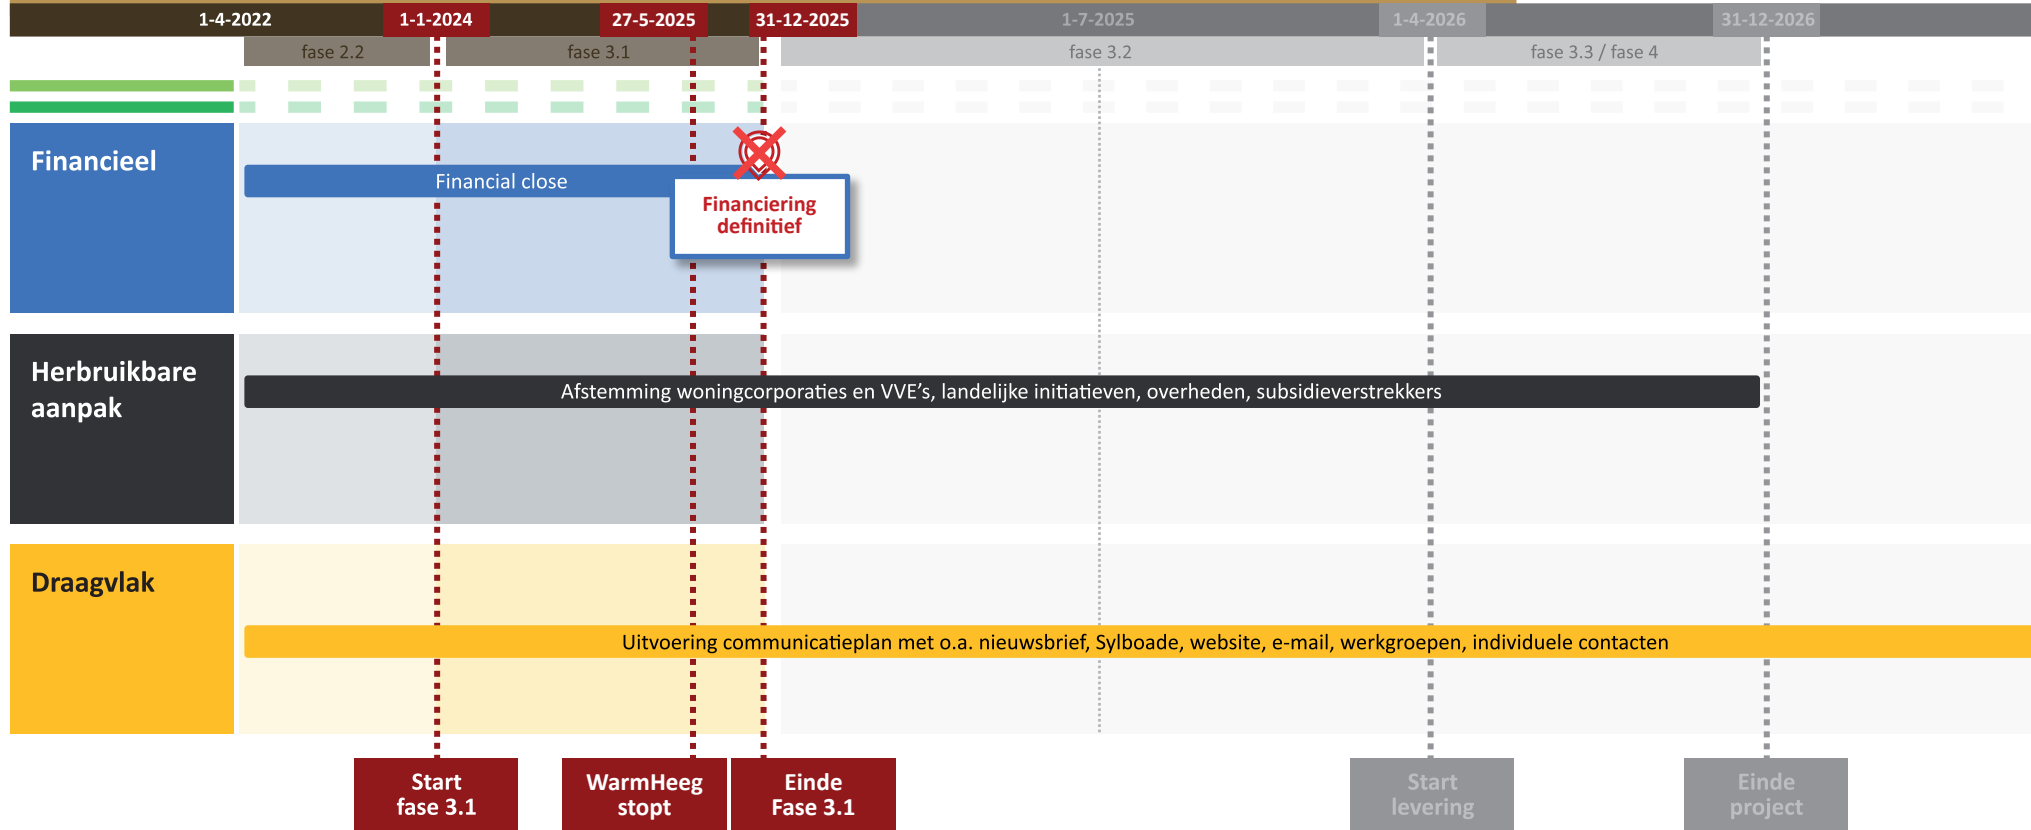 1-4-2022
1-1-2024
27-5-2025
31-12-2025
1-7-2025
1-4-2026
31-12-2026
fase 2.2
fase 3.1
fase 3.2
fase 3.3 / fase 4
Financieel
Financial close
Financiering
definitief
Herbruikbare
aanpak
Afstemming woningcorporaties en VVE's, landelijke initiatieven, overheden, subsidieverstrekkers
Draagvlak
Uitvoering communicatieplan met o.a. nieuwsbrief, Sylboade, website, e-mail, werkgroepen, individuele contacten
Start
fase 3.1
WarmHeeg
stopt
Einde
Fase 3.1
Start
levering
Einde
project